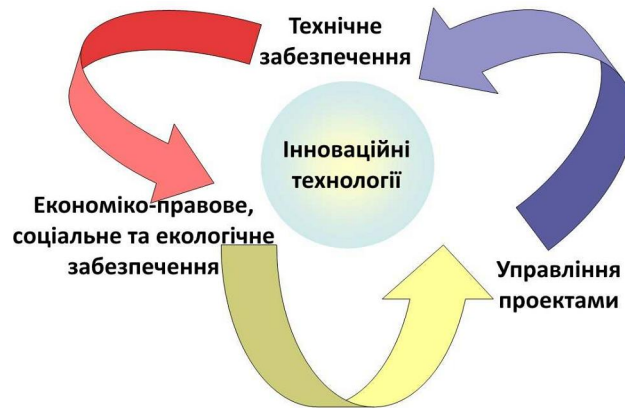 Технічне
забезпечення
Інноваційні
технології
Економіко-правове,
соціальне та екологічне
забезпечення
Управління
проектами